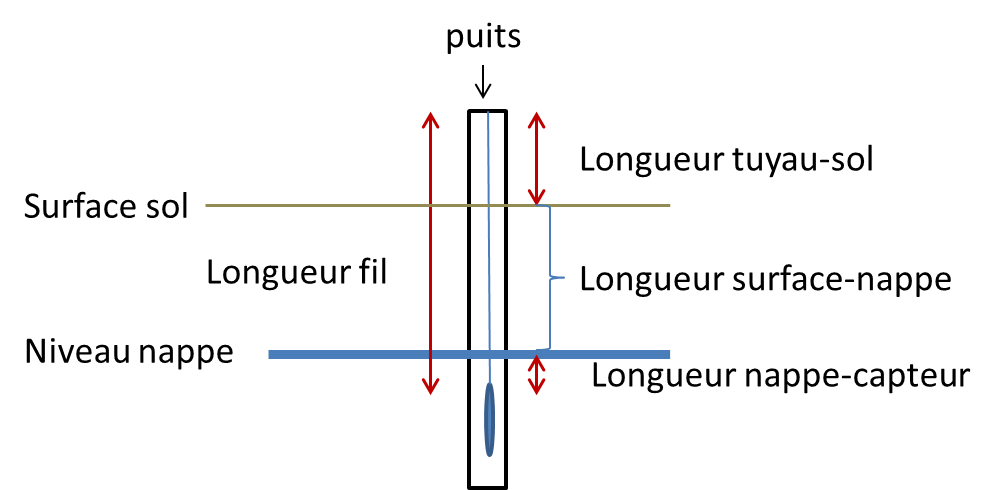 puits
Longueur tuyau-sol
Surface sol
Longueur fil
Longueur surface-nappe
Niveau nappe
Longueur nappe-capteur